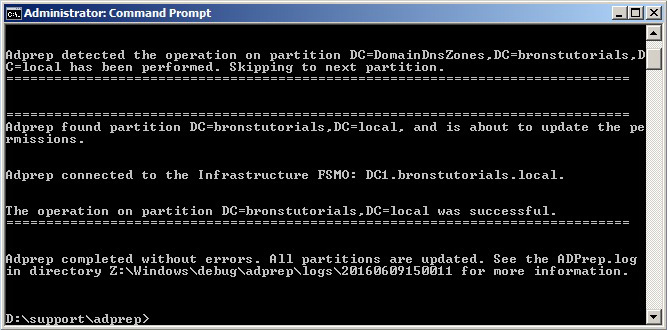 Administrator: Command Prompt
Adprep detected the operation on partition DC=DomainDnsZones,DC=bronstutorials,D
C=local has been performed. Skipping to next partition.
==============================================================================
==============================================================================
Adprep found partition DC=bronstutorials,DC=local, and is about to update the pe
rmissions.
Adprep connected to the Infrastructure FSMO: DC1.bronstutorials.local.
The operation on partition DC=bronstutorials,DC=local was successful.
==============================================================================
Adprep completed without errors. All partitions are updated. See the ADPrep.log
in directory Z:\Windows\debug\adprep\logs\20160609150011 for more information.
D:\support\adprep>